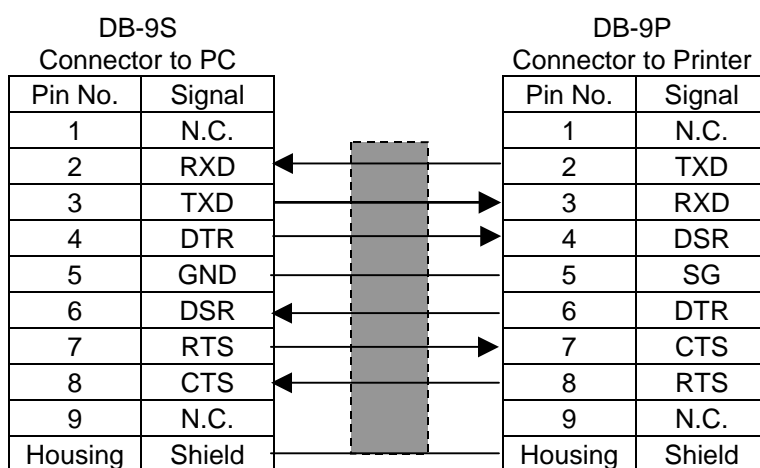 DB-9S DB-9P
Connector to PC Connector to Printer
Pin No. Signal Pin No. Signal
1 N.C. 1 N.C.
2 RXD 2 TXD
3 TXD 3 RXD
4 DTR 4 DSR
5 GND 5 SG
6 DSR 6 DTR
7 RTS 7 CTS
8 CTS 8 RTS
9 N.C. 9 N.C.
Housing Shield Housing Shield